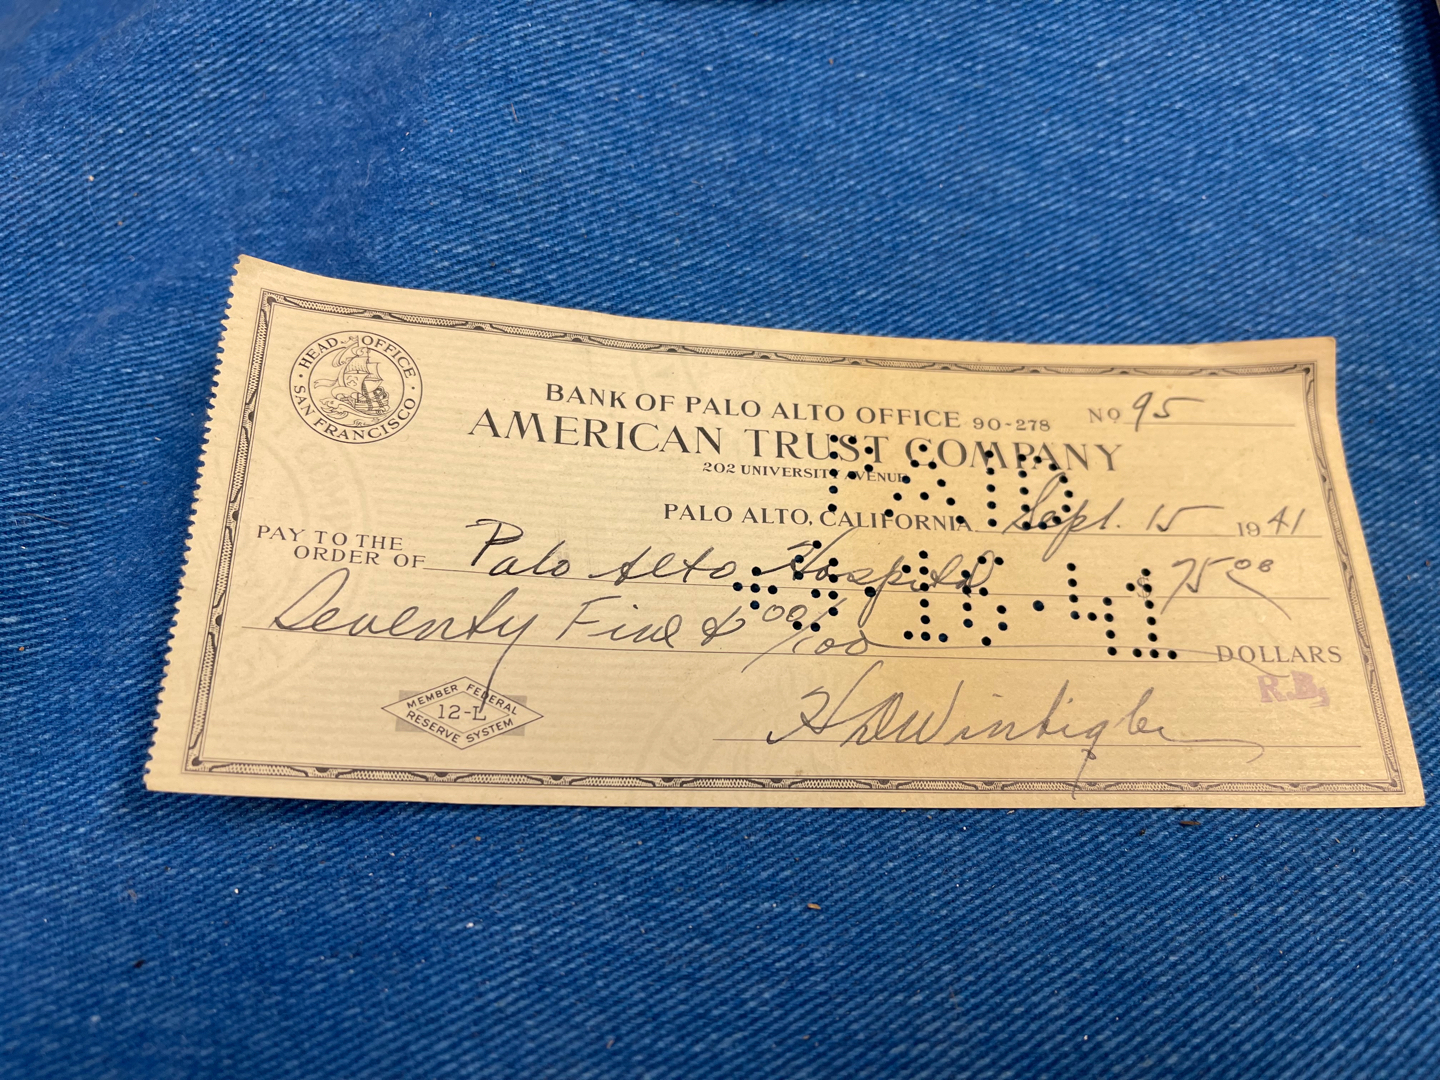 HEAD OFFICE
SAN FRANCISCO
BANK OF PALO ALTO OFFICE 90-278 No 95
AMERICAN TRUST COMPANY
202 UNIVERSITY AVENUE
PAID
PALO ALTO, CALIFORNIA Sept. 15 1941
PAY TO THE
ORDER OF Palo Alto Hospital $ 75 00
9·16·41
Seventy Five & 00/100 DOLLARS
R.B.
MEMBER FEDERAL
12-L
RESERVE SYSTEM